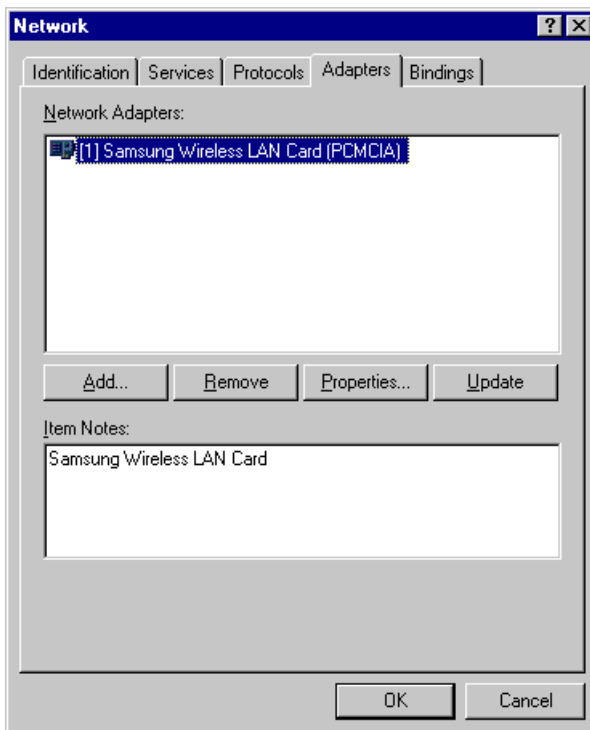 Network
Identification Services Protocols Adapters Bindings
Network Adapters:
[1] Samsung Wireless LAN Card (PCMCIA)
Add... Remove Properties... Update
Item Notes:
Samsung Wireless LAN Card
OK Cancel